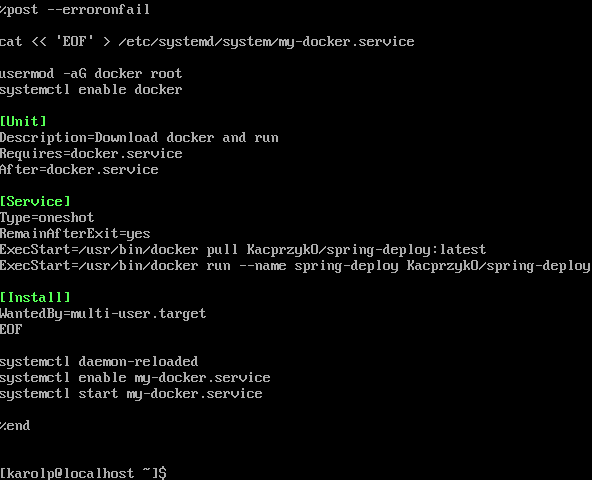 %post --erroronfail
cat << 'EOF' > /etc/systemd/system/my-docker.service
usermod -aG docker root
systemctl enable docker
[Unit]
Description=Download docker and run
Requires=docker.service
After=docker.service
[Service]
Type=oneshot
RemainAfterExit=yes
ExecStart=/usr/bin/docker pull KacprzykO/spring-deploy:latest
ExecStart=/usr/bin/docker run --name spring-deploy KacprzykO/spring-deploy
[Install]
WantedBy=multi-user.target
EOF
systemctl daemon-reloaded
systemctl enable my-docker.service
systemctl start my-docker.service
%end
[karolp@localhost ~]$